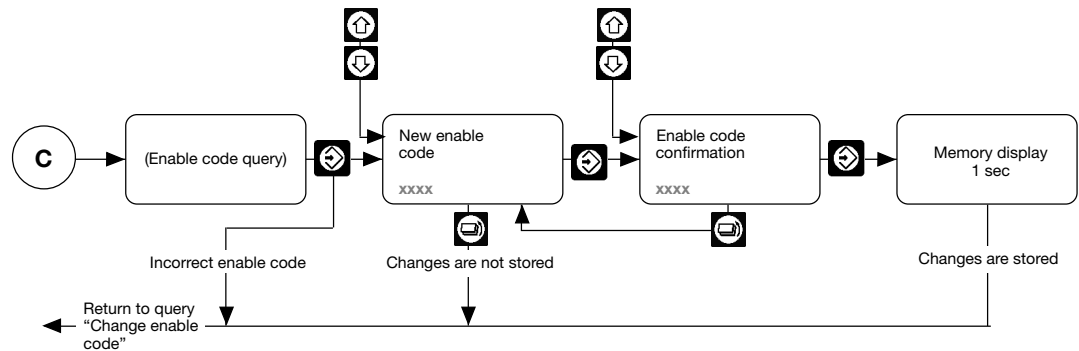 C
(Enable code query)
New enable
code
xxxx
Enable code
confirmation
xxxx
Memory display
1 sec
Incorrect enable code
Changes are not stored
Changes are stored
Return to query
“Change enable
code”